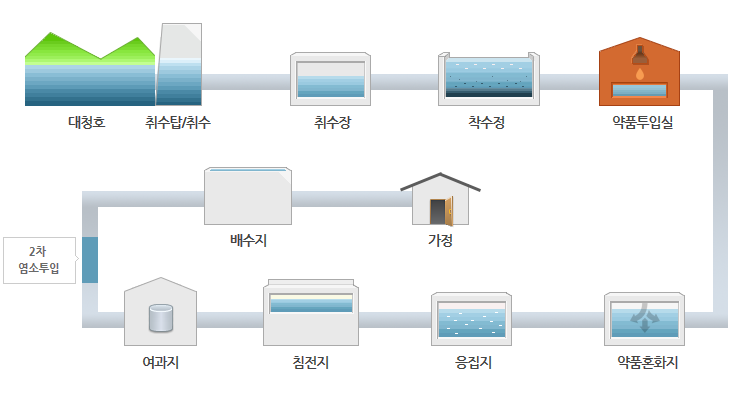 대청호
취수탑/취수
취수장
착수정
약품투입실
배수지
가정
2차
염소투입
여과지
침전지
응집지
약품혼화지